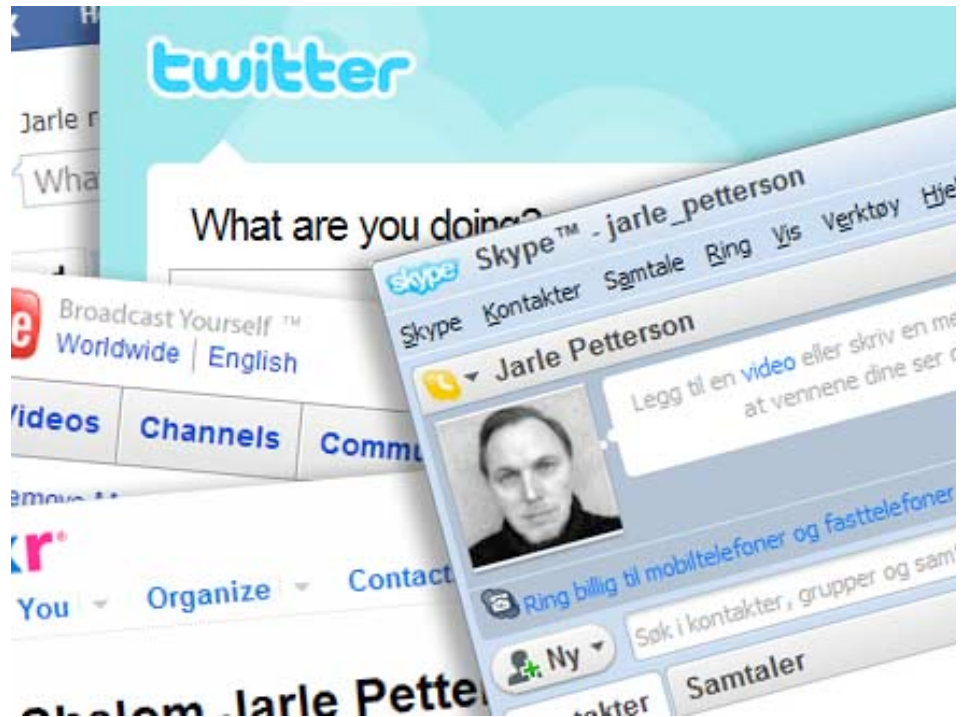 twitter
Jarle
What are you doing?
Skype™ - jarle_petterson
skype
Skype Kontakter Samtale Ring Vis Verktøy
Jarle Petterson
Legg til en video eller skriv en
at vennene dine ser
Ring billig til mobiltelefoner og fasttelefoner
Ny
Søk i kontakter, grupper og
Samtaler
Broadcast Yourself ™
Worldwide | English
Videos Channels
You Organize Contact
Shalom Jarle